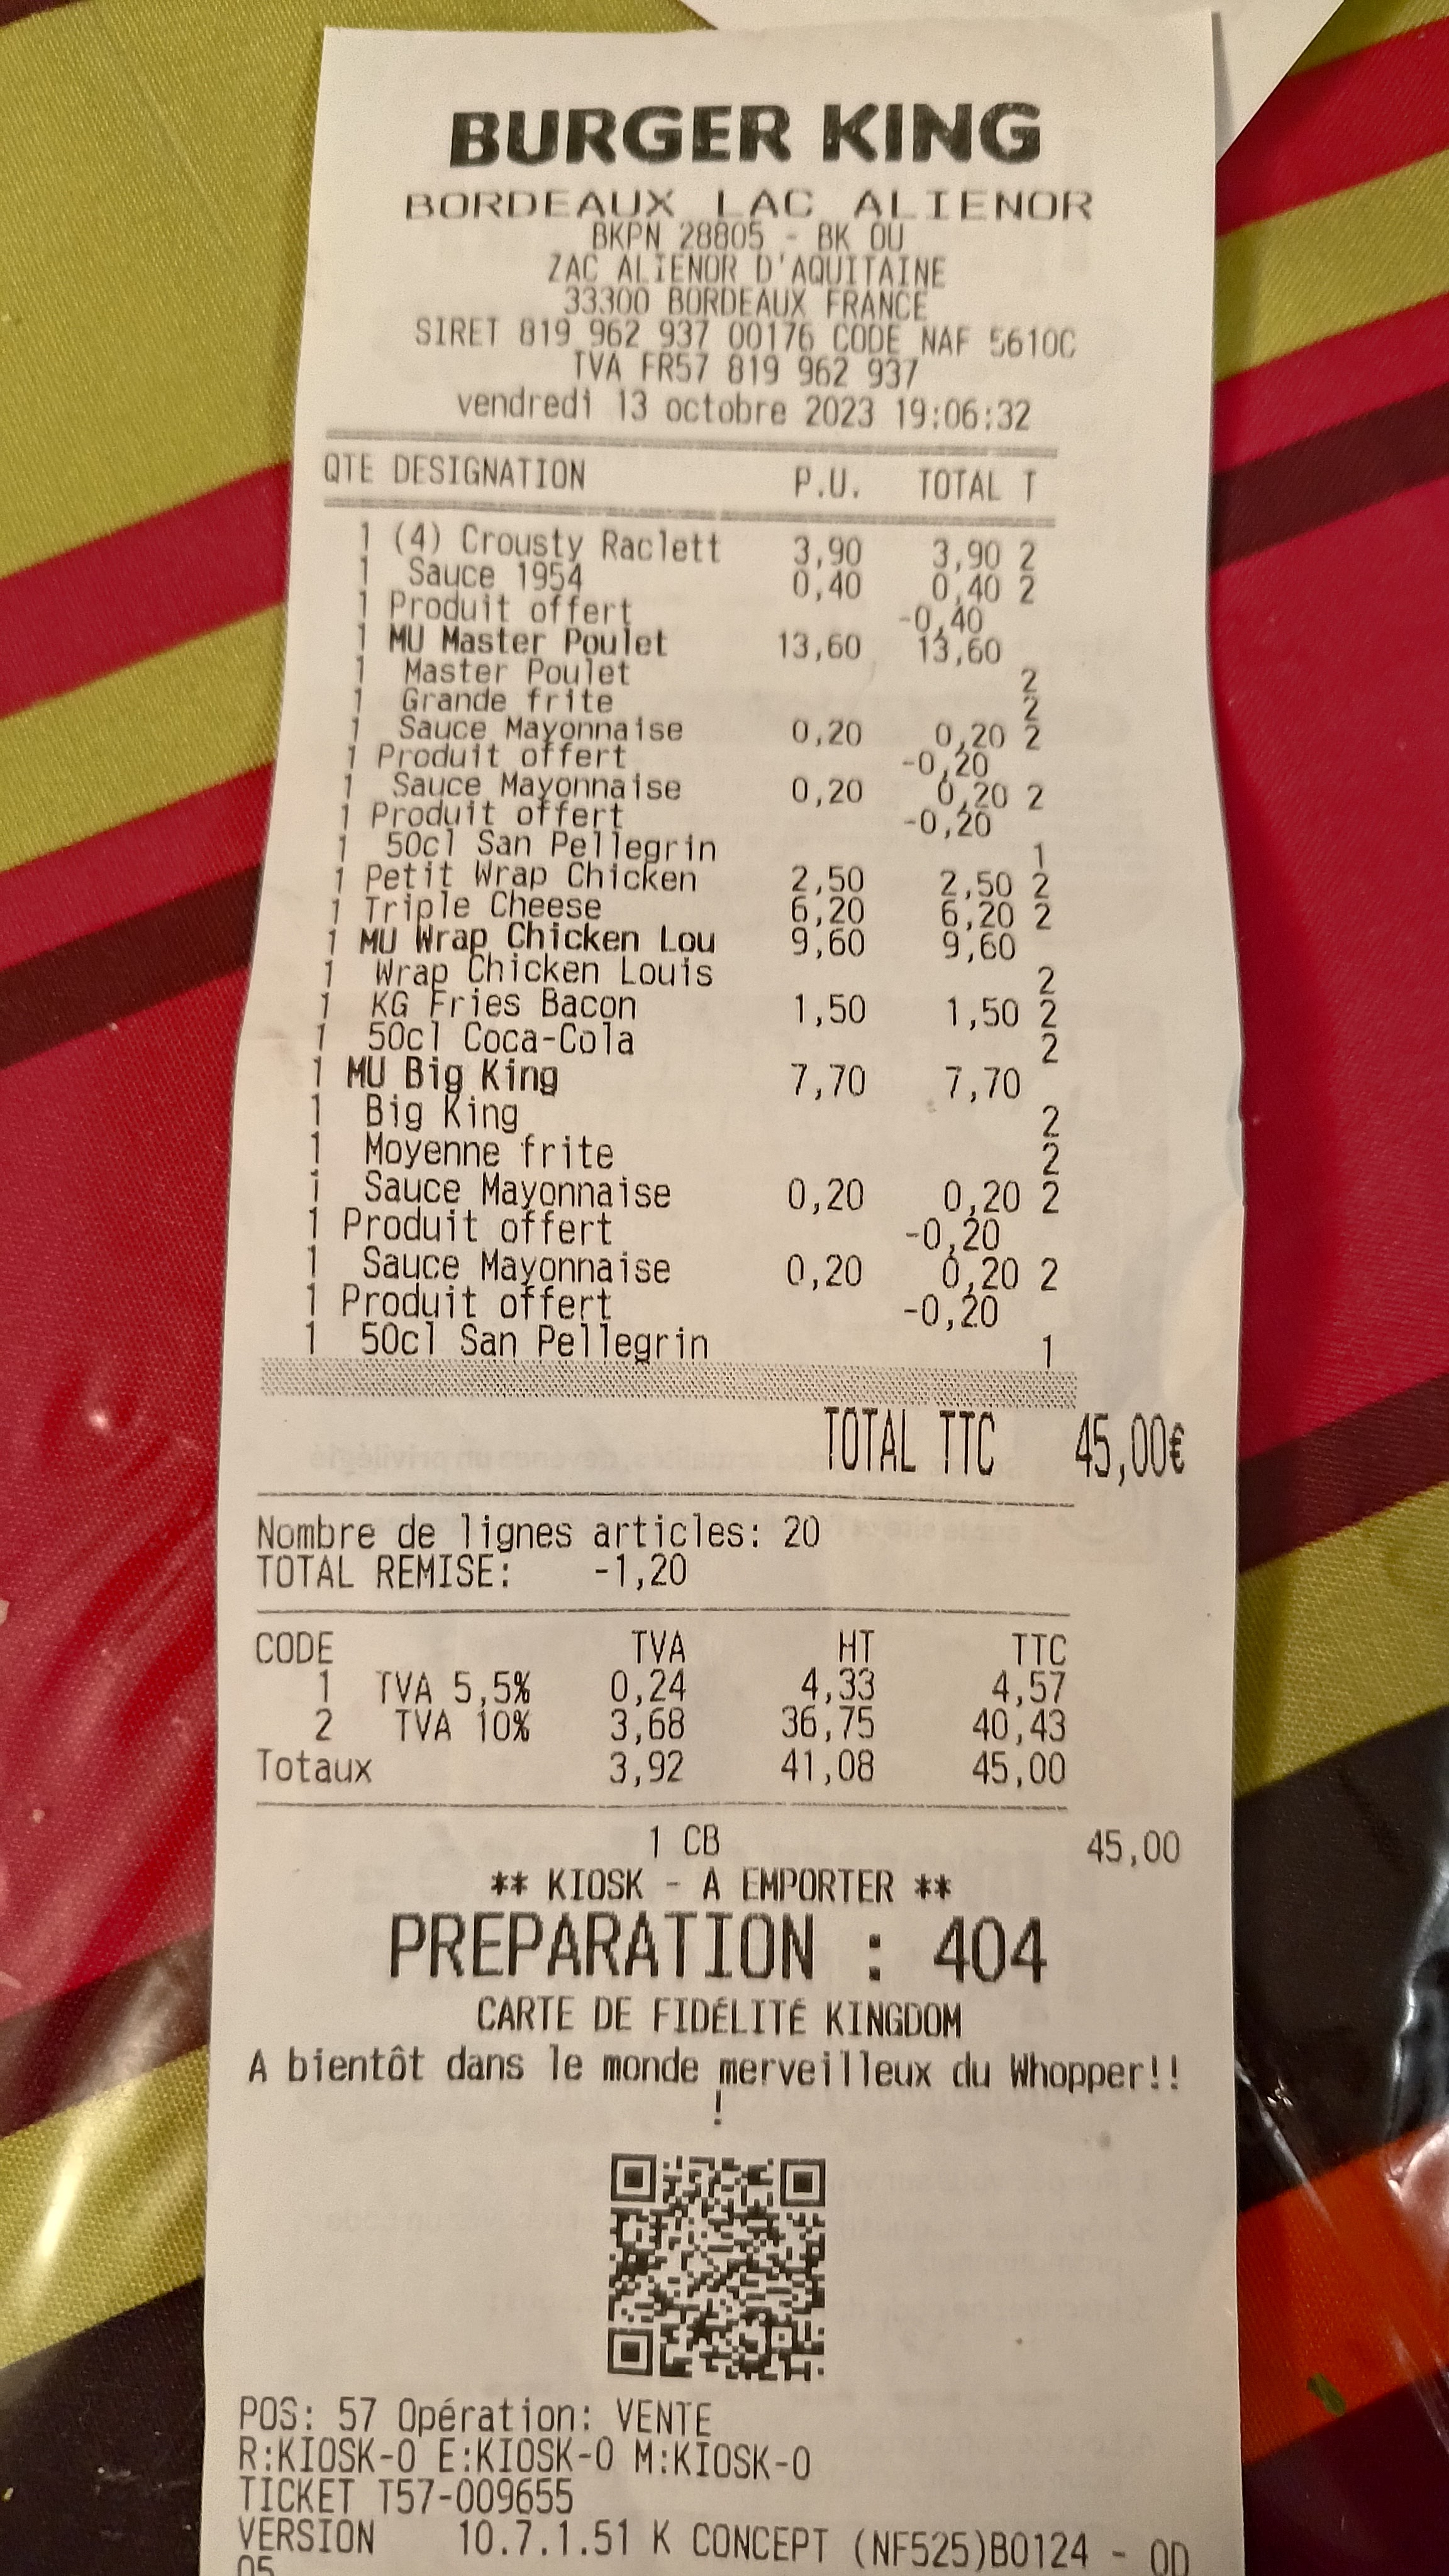 BURGER KING
BORDEAUX LAC ALIENOR
BKPN 28805 - BK OU
ZAC ALIENOR D'AQUITAINE
33300 BORDEAUX FRANCE
SIRET 819 962 937 00176 CODE NAF 5610C
TVA FR57 819 962 937
vendredi 13 octobre 2023 19:06:32
QTE DESIGNATION P.U. TOTAL T
1 (4) Crousty Raclett 3,90 3,90 2
1 Sauce 1954 0,40 0,40 2
1 Produit offert -0,40
1 MU Master Poulet 13,60 13,60
1 Master Poulet 2
1 Grande frite 2
1 Sauce Mayonnaise 0,20 0,20 2
1 Produit offert -0,20
1 Sauce Mayonnaise 0,20 0,20 2
1 Produit offert -0,20
1 50cl San Pellegrin 1
1 Petit Wrap Chicken 2,50 2,50 2
1 Triple Cheese 6,20 6,20 2
1 MU Wrap Chicken Lou 9,60 9,60
1 Wrap Chicken Louis 2
1 KG Fries Bacon 1,50 1,50 2
1 50cl Coca-Cola 2
1 MU Big King 7,70 7,70
1 Big King 2
1 Moyenne frite 2
1 Sauce Mayonnaise 0,20 0,20 2
1 Produit offert -0,20
1 Sauce Mayonnaise 0,20 0,20 2
1 Produit offert -0,20
1 50cl San Pellegrin 1
TOTAL TTC 45,00€
Nombre de lignes articles: 20
TOTAL REMISE: -1,20
CODE TVA HT TTC
1 TVA 5,5% 0,24 4,33 4,57
2 TVA 10% 3,68 36,75 40,43
Totaux 3,92 41,08 45,00
1 CB 45,00
** KIOSK - A EMPORTER **
PREPARATION : 404
CARTE DE FIDÉLITÉ KINGDOM
A bientôt dans le monde merveilleux du Whopper!!
!
POS: 57 Opération: VENTE
R:KIOSK-O E:KIOSK-O M:KIOSK-O
TICKET T57-009655
VERSION 10.7.1.51 K CONCEPT (NF525)B0124 - OD
05